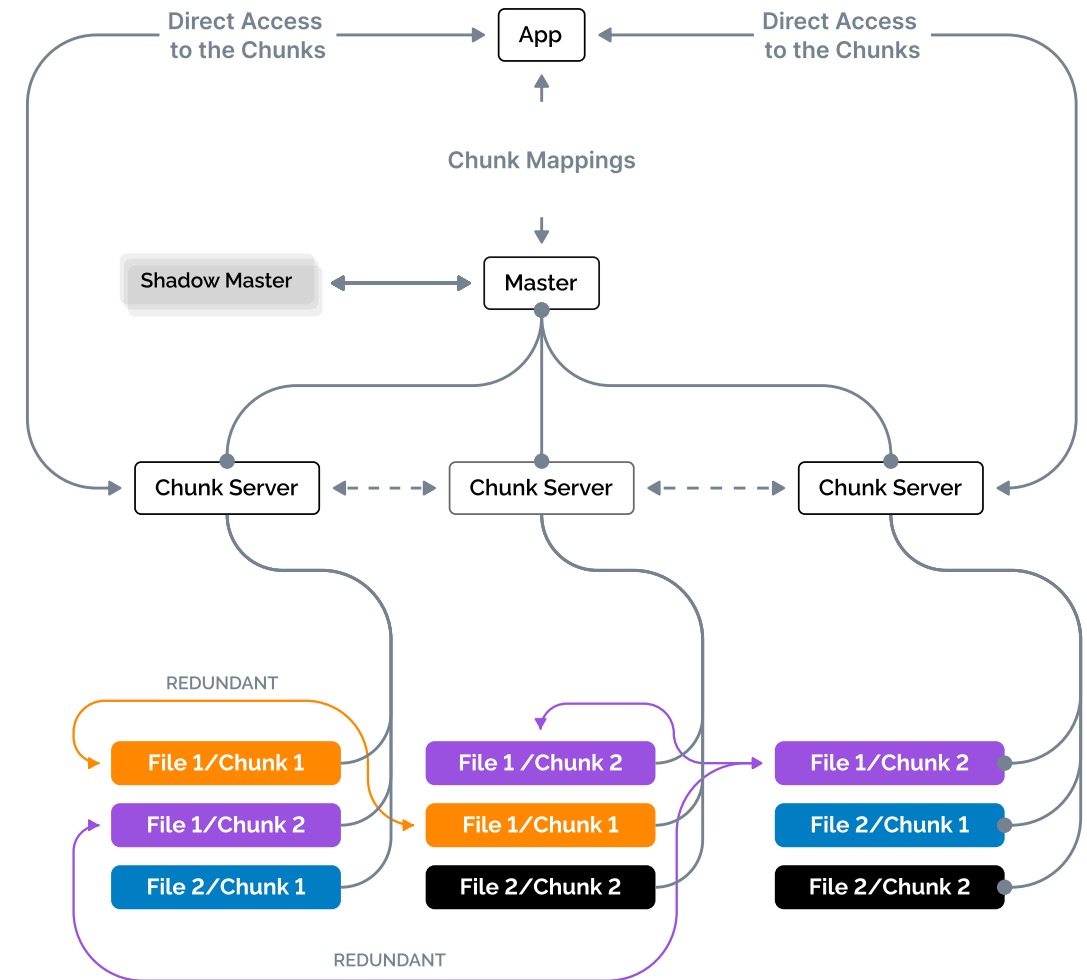 Direct Access
to the Chunks
App
Direct Access
to the Chunks
Chunk Mappings
Shadow Master
Master
Chunk Server
Chunk Server
Chunk Server
REDUNDANT
File 1/Chunk 1
File 1 /Chunk 2
File 1/Chunk 2
File 1/Chunk 2
File 1/Chunk 1
File 2/Chunk 1
File 2/Chunk 1
File 2/Chunk 2
File 2/Chunk 2
REDUNDANT